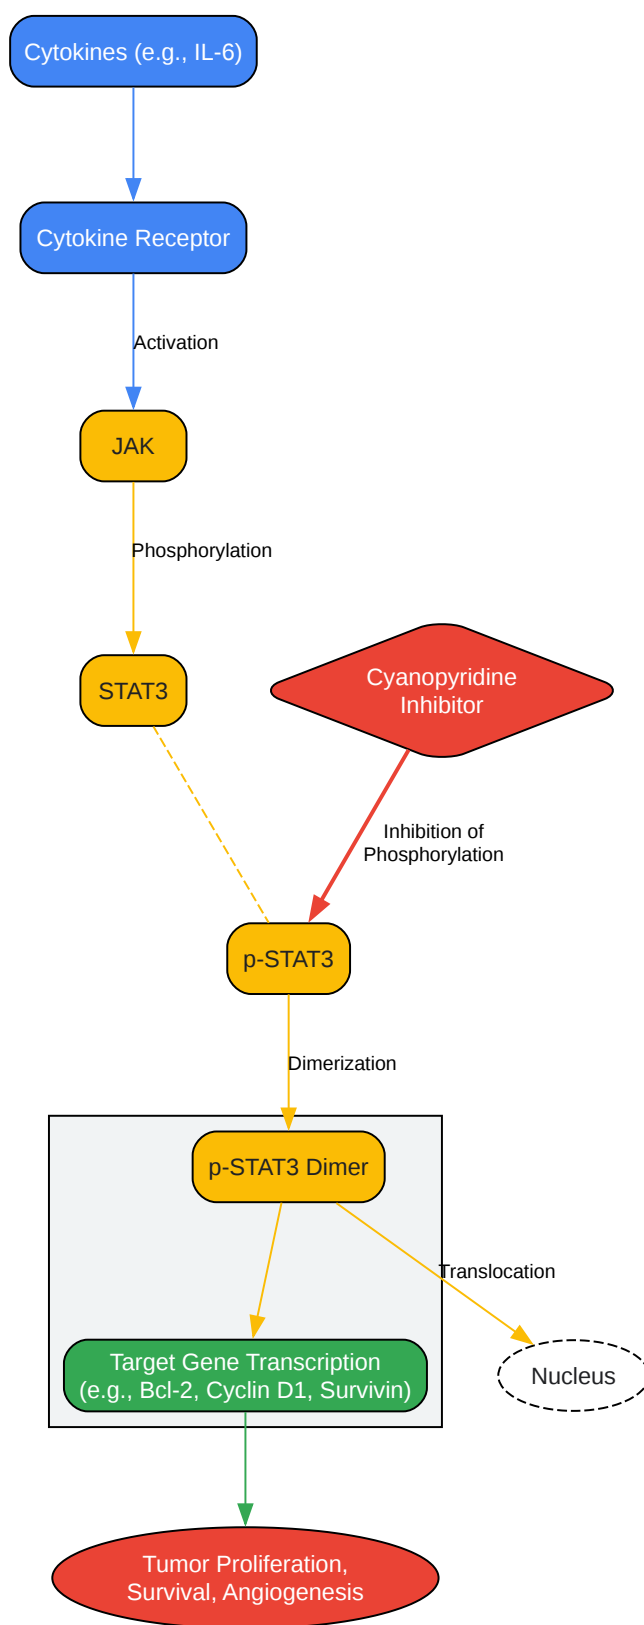 Cytokines (e.g., IL-6)
Cytokine Receptor
Activation
JAK
Phosphorylation
STAT3
Cyanopyridine
Inhibitor
Inhibition of
Phosphorylation
p-STAT3
Dimerization
p-STAT3 Dimer
Translocation
Target Gene Transcription
(e.g., Bcl-2, Cyclin D1, Survivin)
Nucleus
Tumor Proliferation,
Survival, Angiogenesis